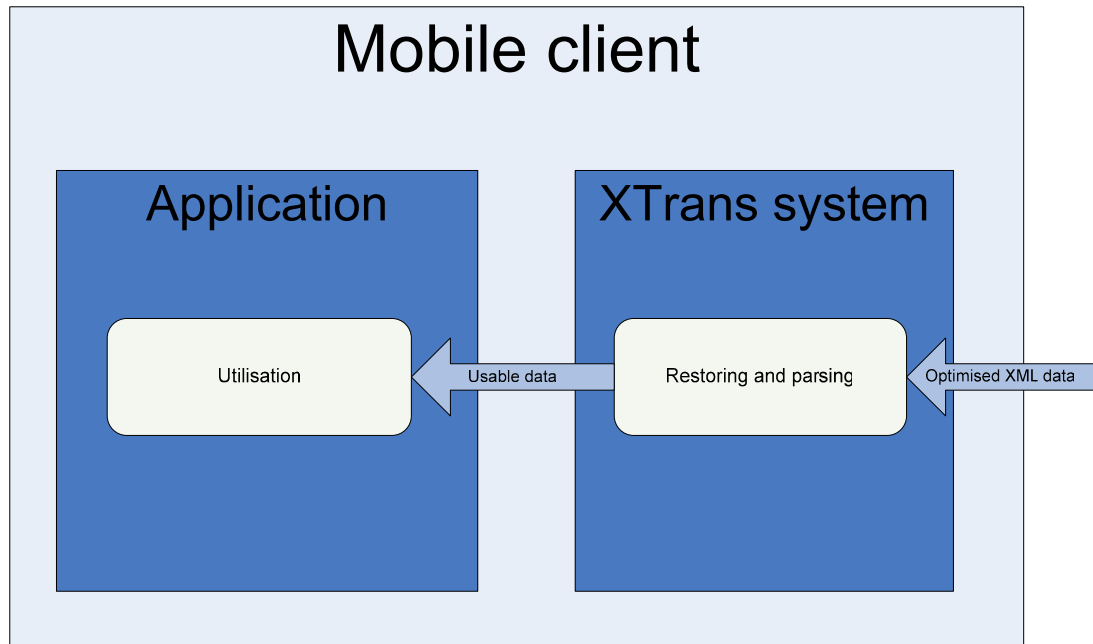 Mobile client
Application
XTrans system
Utilisation
Usable data
Restoring and parsing
Optimised XML data